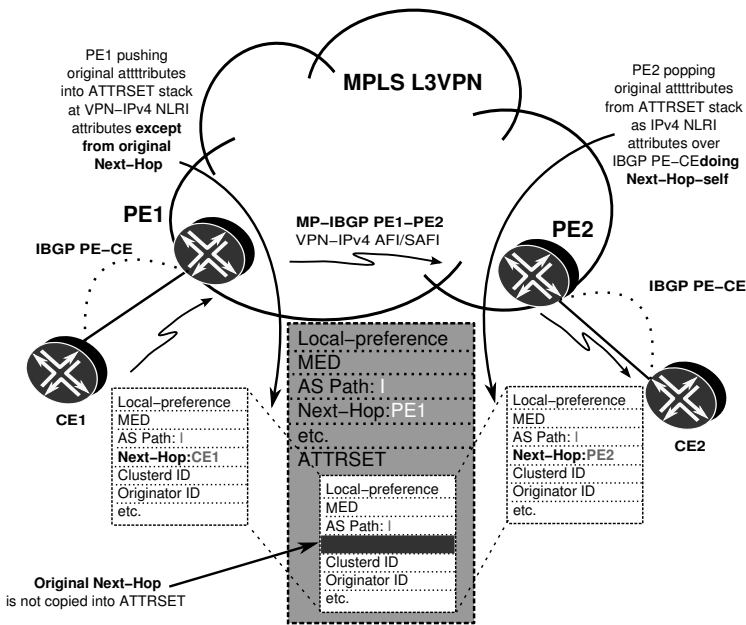 PE1 pushing
original atttributes
into ATTRSET stack
at VPN−IPv4 NLRI
attributes except
from original
Next−Hop
MPLS L3VPN
PE2 popping
original attttributes
from ATTRSET stack
as IPv4 NLRI
attributes over
IBGP PE−CEdoing
Next−Hop−self
PE1
MP−IBGP PE1−PE2
VPN−IPv4 AFI/SAFI
PE2
IBGP PE−CE
IBGP PE−CE
CE1
CE2
Local−preference
MED
AS Path: I
Next−Hop:CE1
Clusterd ID
Originator ID
etc.
Local−preference
MED
AS Path: I
Next−Hop:PE1
etc.
ATTRSET
Local−preference
MED
AS Path: I
Clusterd ID
Originator ID
etc.
Local−preference
MED
AS Path: I
Next−Hop:PE2
Clusterd ID
Originator ID
etc.
Original Next−Hop
is not copied into ATTRSET